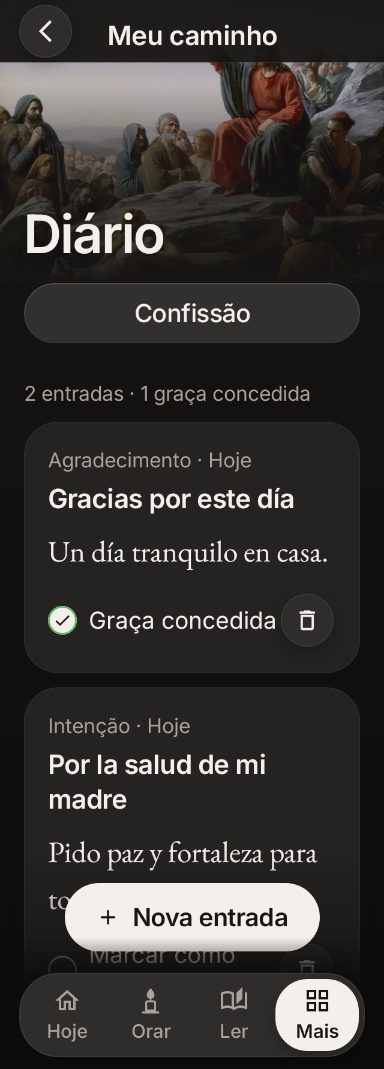 Meu caminho
Diário
Confissão
2 entradas · 1 graça concedida
Agradecimento · Hoje
Gracias por este día
Un día tranquilo en casa.
Graça concedida
Intenção · Hoje
Por la salud de mi
madre
Pido paz y fortaleza para
+ Nova entrada
Marcar como
Hoje
Orar
Ler
Mais